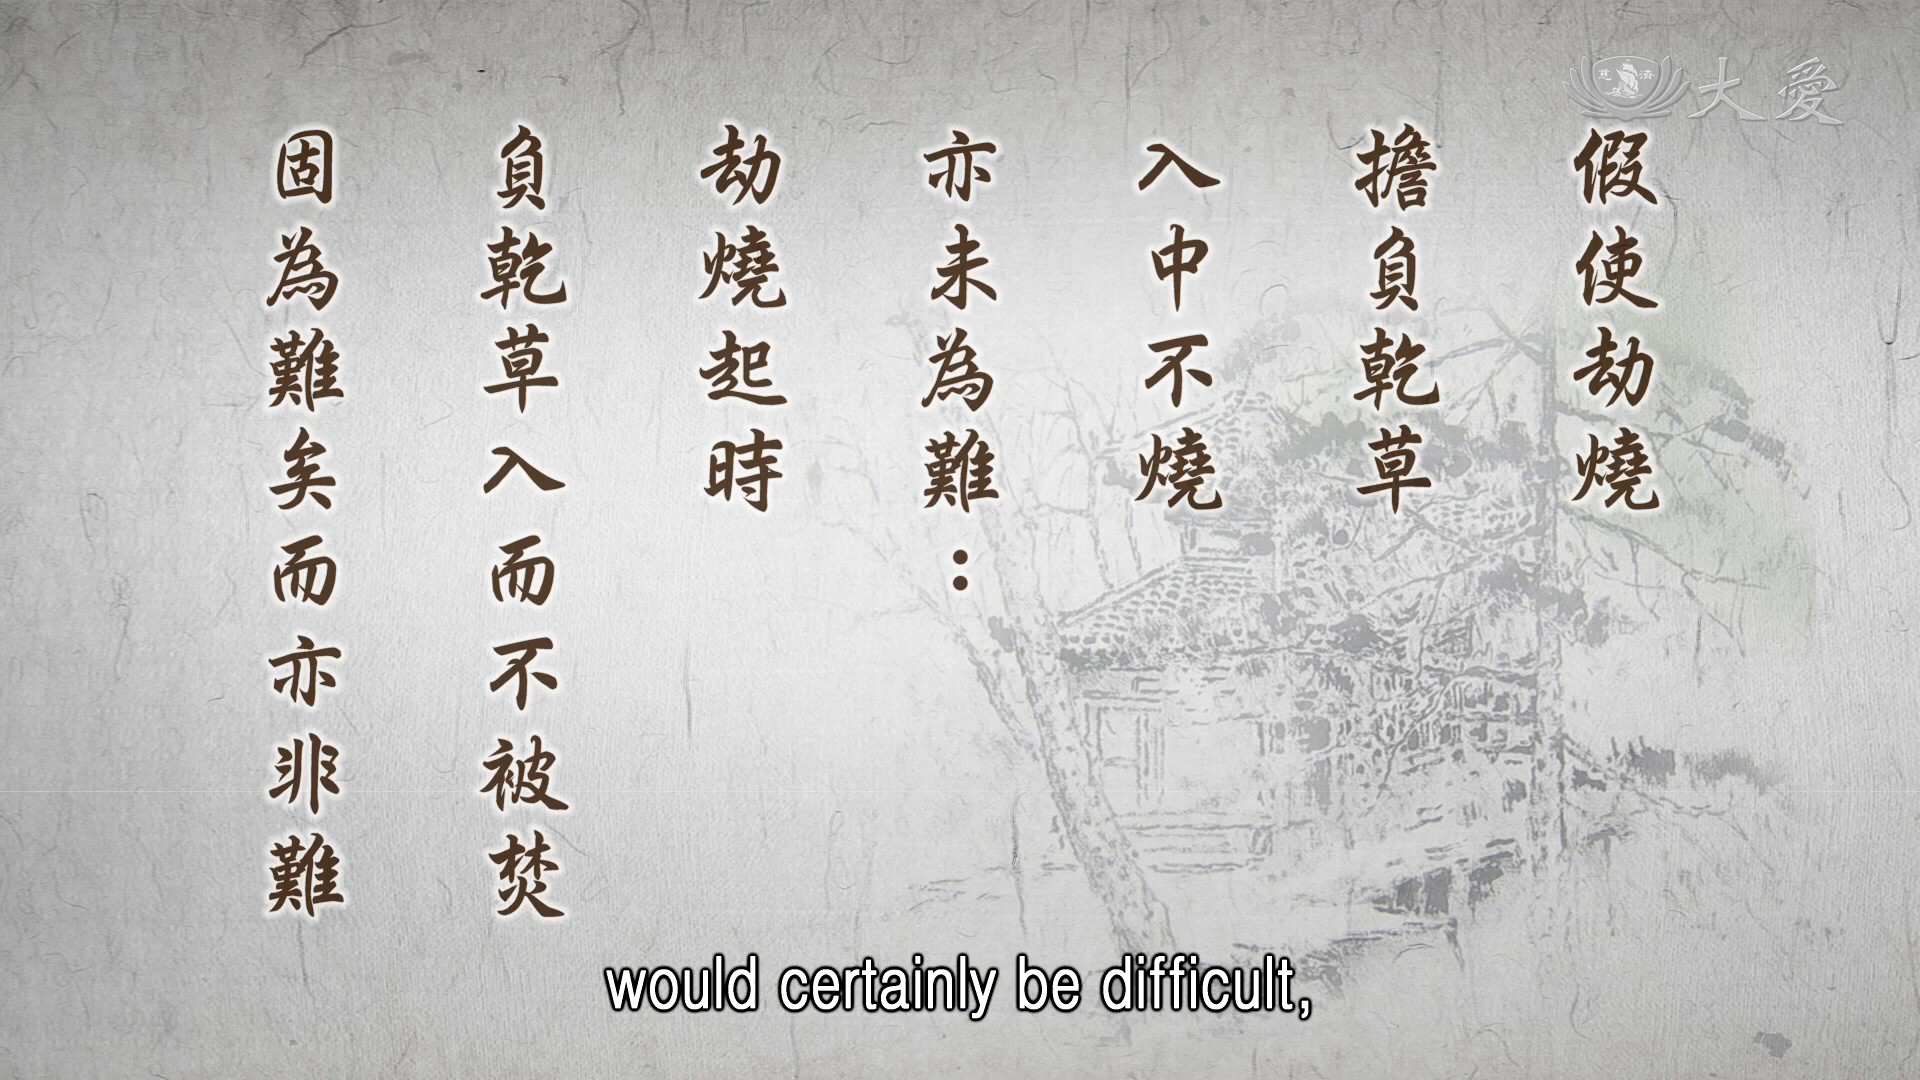 大愛
慈濟
假使劫燒
擔負乾草
入中不燒
亦未為難：
劫燒起時
負乾草入而不被焚
固為難矣而亦非難
would certainly be difficult,